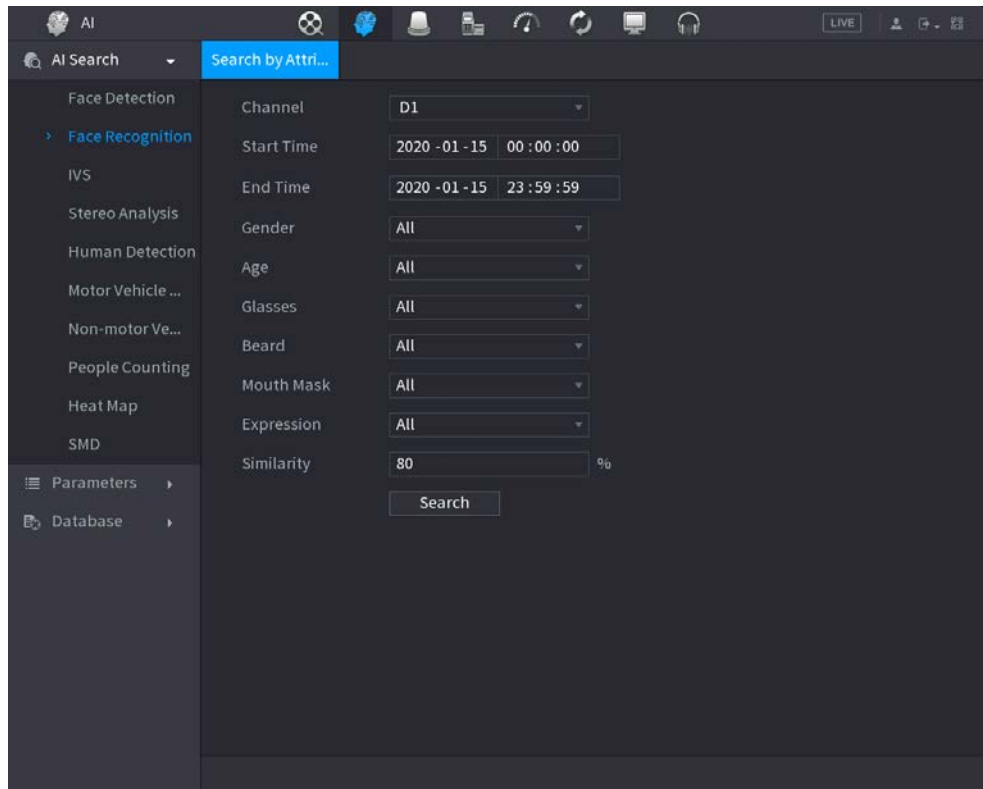 AI
LIVE
AI Search
Search by Attri...
Face Detection
Face Recognition
IVS
Stereo Analysis
Human Detection
Motor Vehicle ...
Non-motor Ve...
People Counting
Heat Map
SMD
Parameters
Database
Channel D1
Start Time 2020 -01 -15 00 : 00 : 00
End Time 2020 -01 -15 23 : 59 : 59
Gender All
Age All
Glasses All
Beard All
Mouth Mask All
Expression All
Similarity 80 %
Search